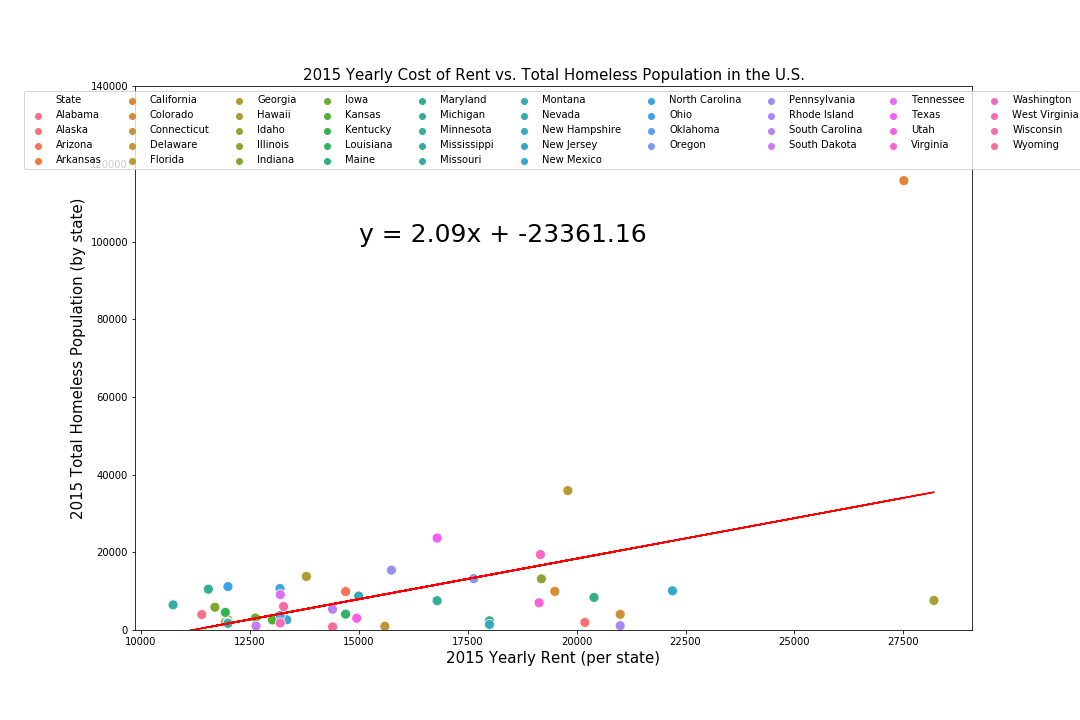 2015 Yearly Cost of Rent vs. Total Homeless Population in the U.S.
140000
State California Georgia Iowa Maryland Montana North Carolina Pennsylvania Tennessee Washington
Alabama Colorado Hawaii Kansas Michigan Nevada Ohio Rhode Island Texas West Virginia
Alaska Connecticut Idaho Kentucky Minnesota New Hampshire Oklahoma South Carolina Utah Wisconsin
Arizona Delaware Illinois Louisiana Mississippi New Jersey Oregon South Dakota Virginia Wyoming
Arkansas Florida Indiana Maine Missouri New Mexico
120000
y = 2.09x + -23361.16
100000
80000
60000
40000
20000
0
2015 Total Homeless Population (by state)
10000 12500 15000 17500 20000 22500 25000 27500
2015 Yearly Rent (per state)